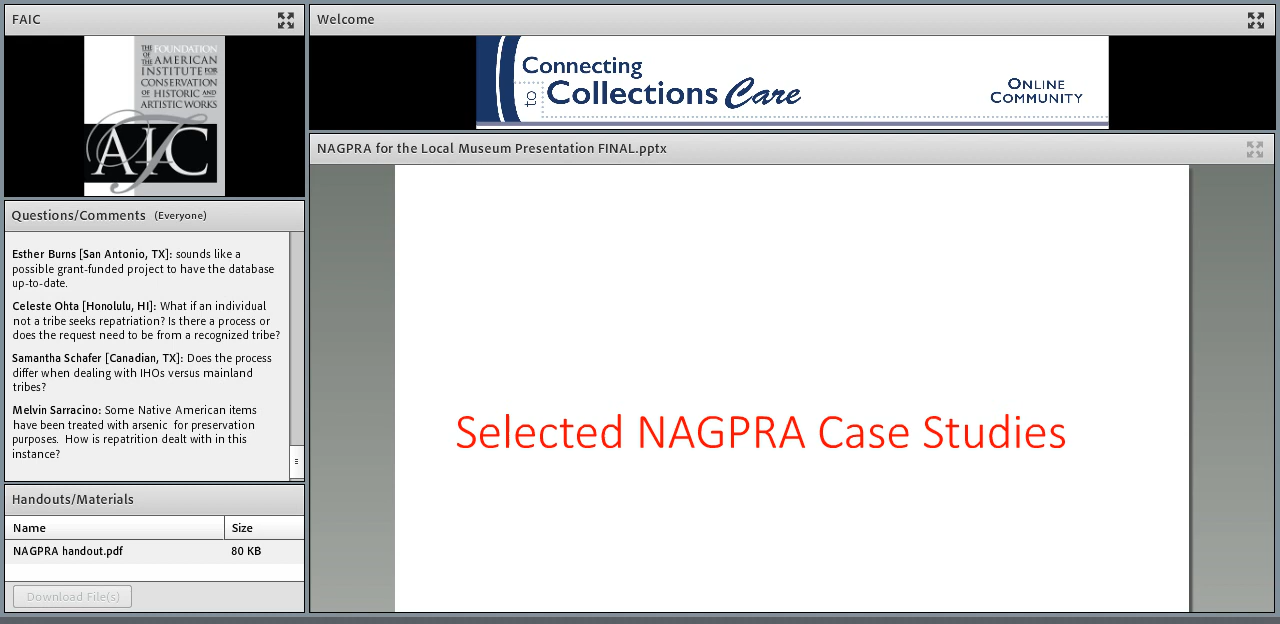 FAIC
THE FOUNDATION
OF THE AMERICAN
INSTITUTE FOR
CONSERVATION
OF HISTORIC AND
ARTISTIC WORKS
AIC
Questions/Comments (Everyone)
Esther Burns [San Antonio, TX]: sounds like a
possible grant-funded project to have the database
up-to-date.
Celeste Ohta [Honolulu, HI]: What if an individual
not a tribe seeks repatriation? Is there a process or
does the request need to be from a recognized tribe?
Samantha Schafer [Canadian, TX]: Does the process
differ when dealing with IHOs versus mainland
tribes?
Melvin Sarracino: Some Native American items
have been treated with arsenic  for preservation
purposes.  How is repatrition dealt with in this
instance?
Handouts/Materials
Name Size
NAGPRA handout.pdf 80 KB
Download File(s)
Welcome
Connecting
to Collections Care
ONLINE
COMMUNITY
NAGPRA for the Local Museum Presentation FINAL.pptx
Selected NAGPRA Case Studies